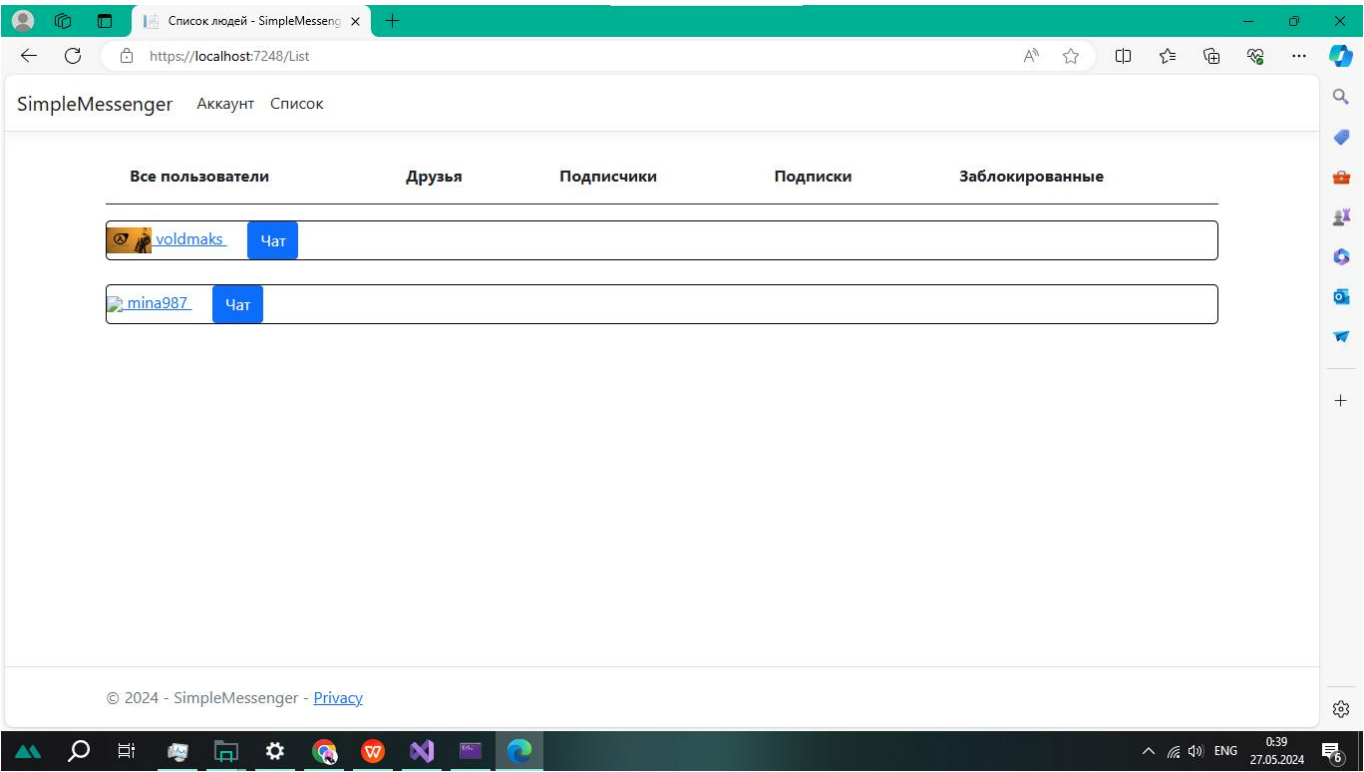 Список людей - SimpleMesseng
https://localhost:7248/List
SimpleMessenger Аккаунт Список
Все пользователи Друзья Подписчики Подписки Заблокированные
voldmaks Чат
mina987 Чат
© 2024 - SimpleMessenger - Privacy
ENG 0:39
27.05.2024
6